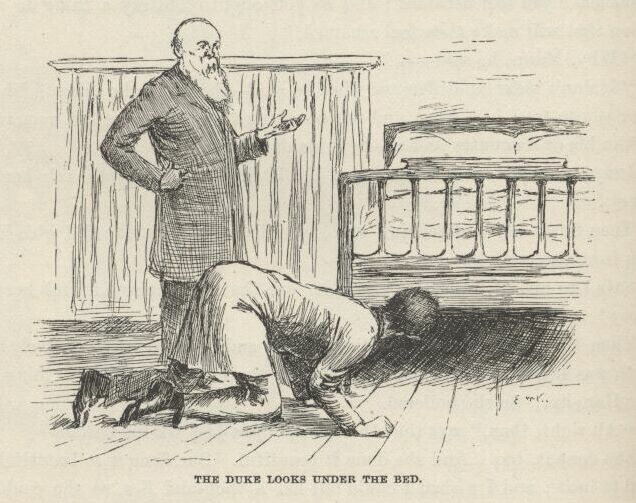 THE DUKE LOOKS UNDER THE BED.